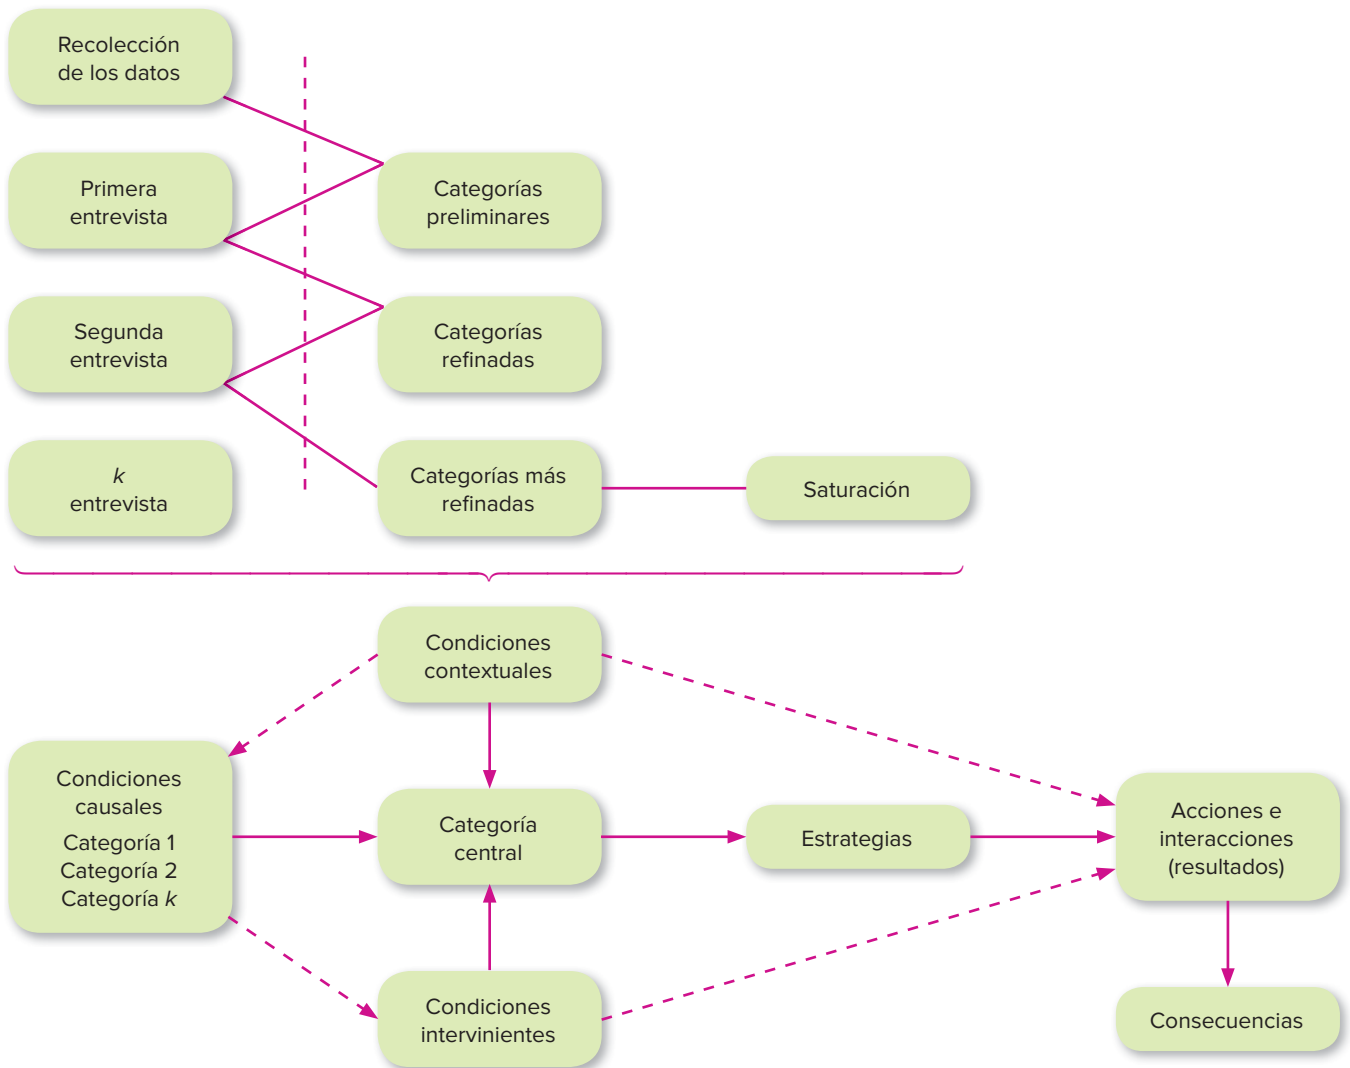 Recolección
de los datos
Primera
entrevista
Categorías
preliminares
Segunda
entrevista
Categorías
refinadas
k
entrevista
Categorías más
refinadas
Saturación
Condiciones
contextuales
Condiciones
causales
Categoría 1
Categoría 2
Categoría k
Categoría
central
Estrategias
Acciones e
interacciones
(resultados)
Condiciones
intervinientes
Consecuencias